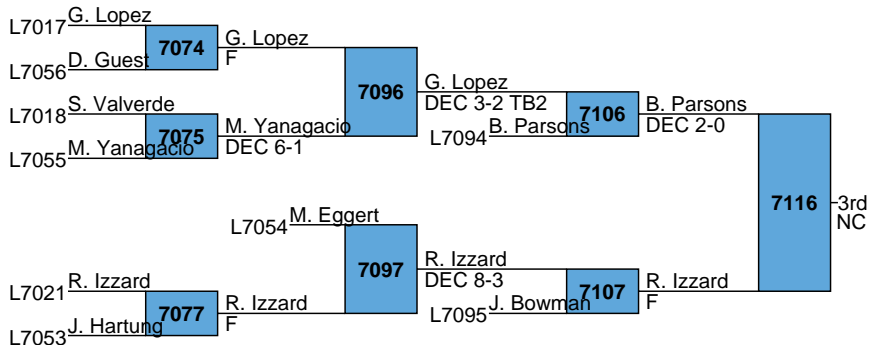 L7017 G. Lopez
7074
G. Lopez
F
L7056 D. Guest
7096
G. Lopez
DEC 3-2 TB2
L7018 S. Valverde
7075
M. Yanagacio
DEC 6-1
L7055 M. Yanagacio
7106
B. Parsons
DEC 2-0
L7094 B. Parsons
7116
3rd
NC
L7054 M. Eggert
7097
R. Izzard
DEC 8-3
L7021 R. Izzard
7077
R. Izzard
F
L7053 J. Hartung
7107
R. Izzard
F
L7095 J. Bowman